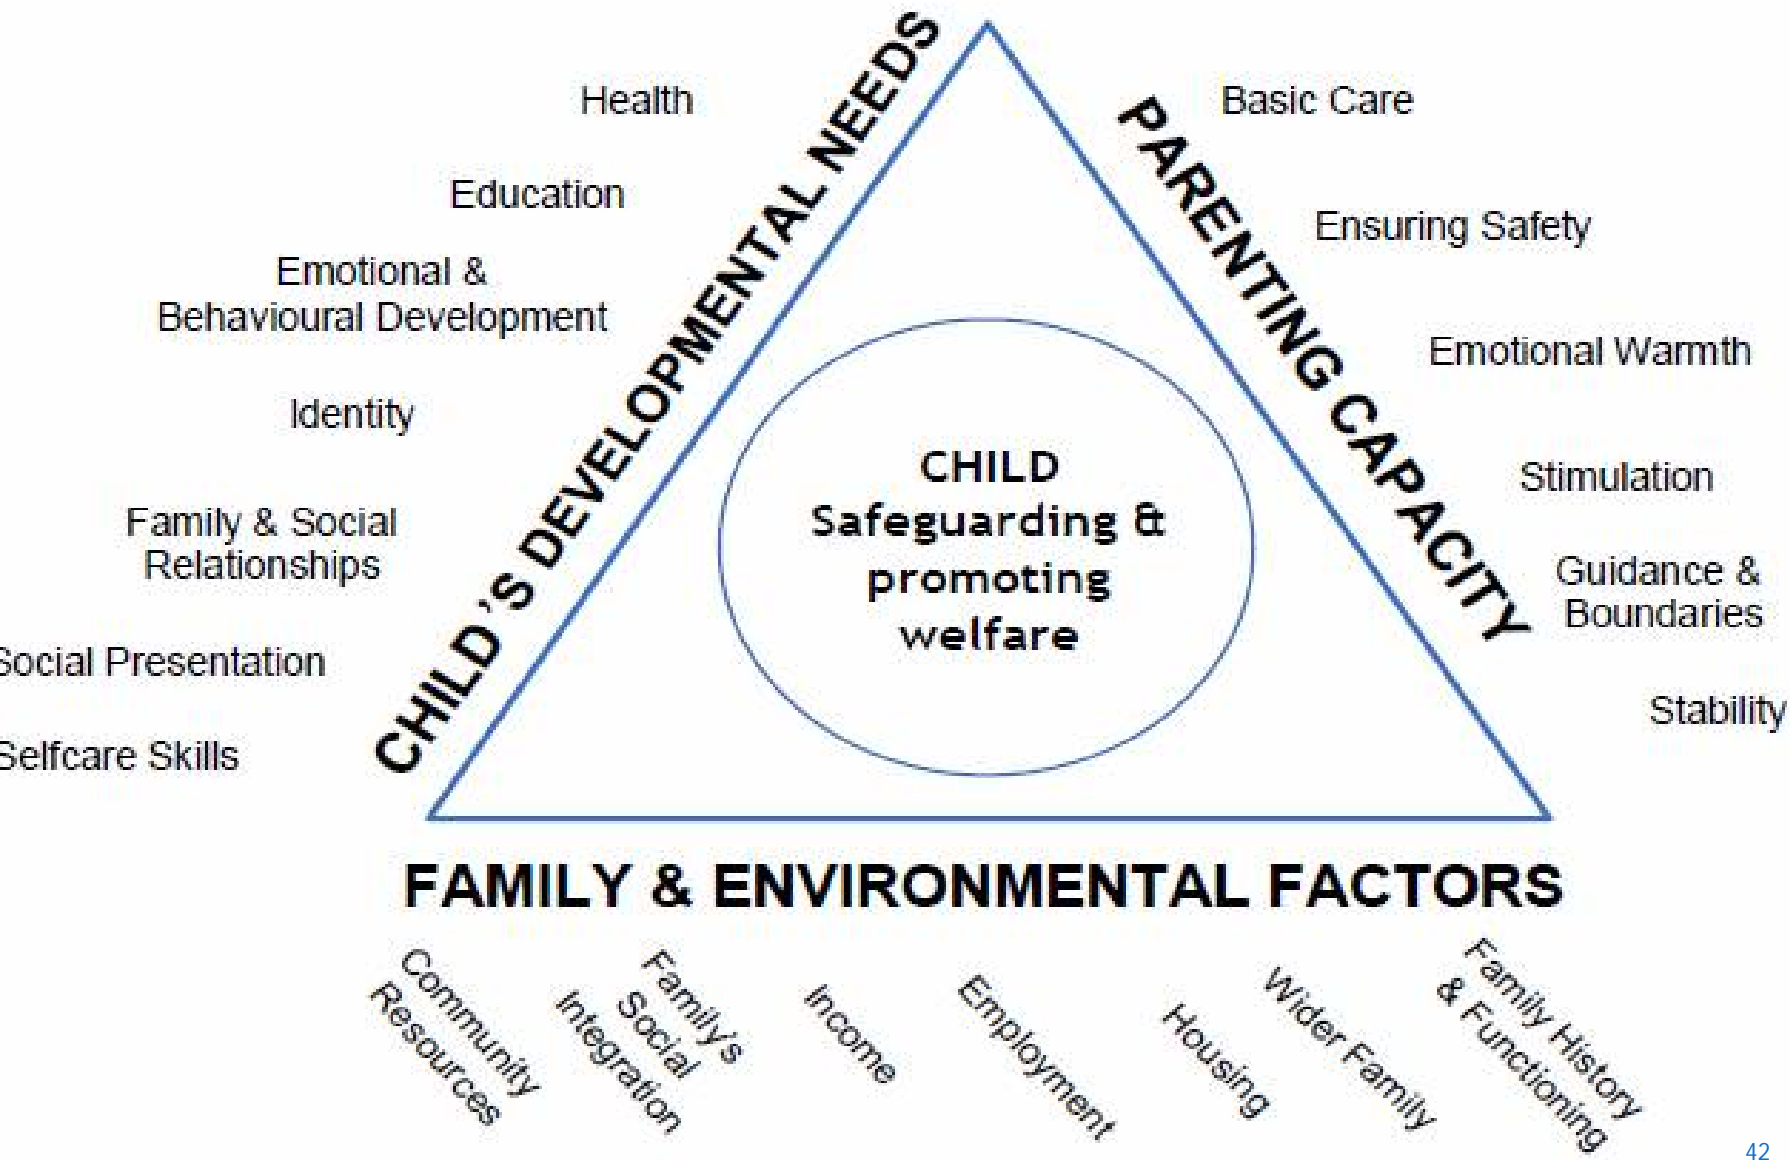 Health
Education
Emotional &
Behavioural Development
Identity
Family & Social
Relationships
Social Presentation
Selfcare Skills
CHILD'S DEVELOPMENTAL NEEDS
PARENTING CAPACITY
Basic Care
Ensuring Safety
Emotional Warmth
Stimulation
Guidance &
Boundaries
Stability
CHILD
Safeguarding &
promoting
welfare
FAMILY & ENVIRONMENTAL FACTORS
Community
Resources
Family's
Social
Integration
Income
Employment
Housing
Wider Family
Family History
& Functioning
42